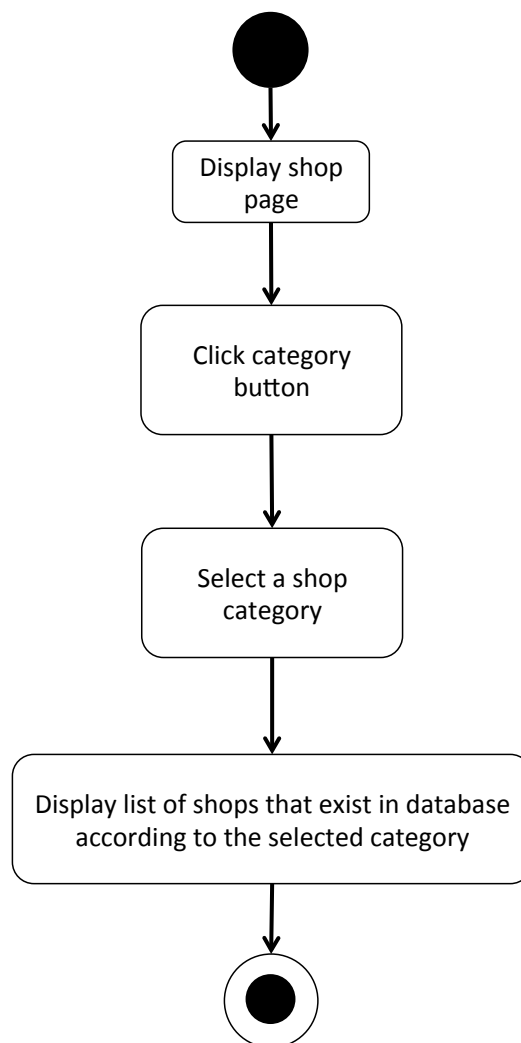 Display shop
page
Click category
button
Select a shop
category
Display list of shops that exist in database
according to the selected category